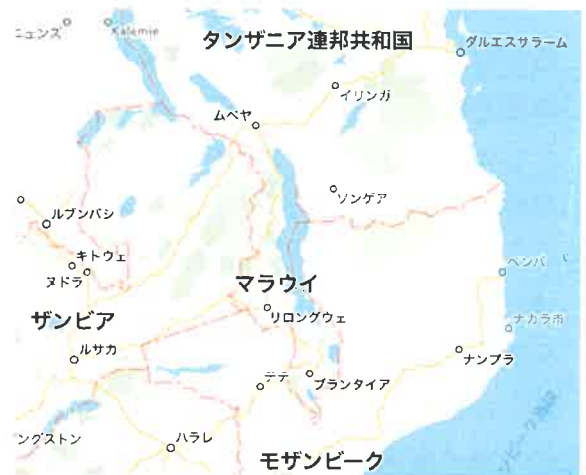 Kalemie
タンザニア連邦共和国
ダルエスサラーム
イリンガ
ムベヤ
ソンゲア
ルブンバシ
キトウェ
ヌドラ
ペンバ
マラウイ
リロングウェ
ザンビア
ナカラ市
ルサカ
ナンプラ
テテ
ブランタイア
ングストン
ハラレ
モザンビーク